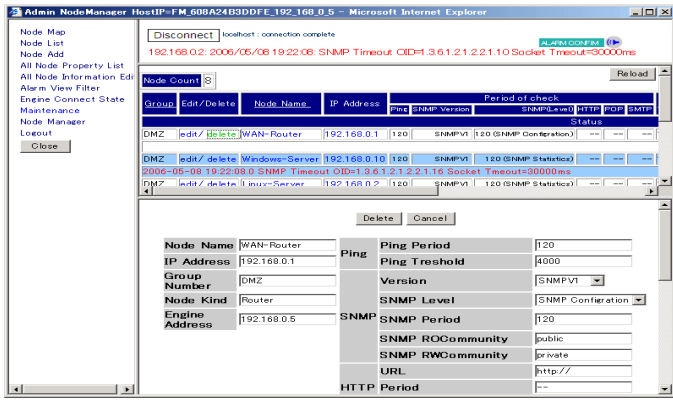 Admin NodeManager HostIP=FM_608A24B3DDFE_192_168_0_5 - Microsoft Internet Explorer
Node Map
Node List
Node Add
All Node Property List
All Node Information Edi
Alarm View Filter
Engine Connect State
Maintenance
Node Manager
Logout
Close
Disconnect localhost : connection complete
ALARM CONFIM
192.168.0.2: 2006/05/08 19:22:08: SNMP Timeout OID=1.3.6.1.2.1.2.2.1.10 Socket Tmeout=30000ms
Reload
Node Count 8
Group Edit/Delete Node Name IP Address Period of check
Ping SNMP Version SNMP(Level) HTTP POP SMTP
Status
DMZ edit/ delete WAN-Router 192.168.0.1 120 SNMPV1 120 (SNMP Configration) -- -- --
DMZ edit/ delete Windows-Server 192.168.0.10 120 SNMPV1 120 (SNMP Statistics) -- -- --
2006-05-08 19:22:08.0 SNMP Timeout OID=1.3.6.1.2.1.2.2.1.16 Socket Tmeout=30000ms
DMZ edit/ delete Linux-Server 192.168.0.2 120 SNMPV1 120 (SNMP Statistics) -- -- --
Delete Cancel
Node Name WAN-Router
IP Address 192.168.0.1
Group Number DMZ
Node Kind Router
Engine Address 192.168.0.5
Ping
Ping Period 120
Ping Treshold 4000
SNMP
Version SNMPV1
SNMP Level SNMP Configration
SNMP Period 120
SNMP ROCommunity public
SNMP RWCommunity private
HTTP
URL http://
Period --